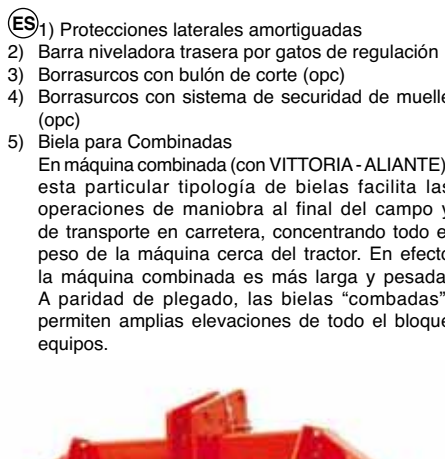 ES 1) Protecciones laterales amortiguadas
2) Barra niveladora trasera por gatos de regulación
3) Borrasurcos con bulón de corte (opc)
4) Borrasurcos con sistema de securidad de muelle
(opc)
5) Biela para Combinadas
En máquina combinada (con VITTORIA - ALIANTE)
esta particular tipología de bielas facilita las
operaciones de maniobra al final del campo y
de transporte en carretera, concentrando todo el
peso de la máquina cerca del tractor. En efecto
la máquina combinada es más larga y pesada
A paridad de plegado, las bielas “combadas”
permiten amplias elevaciones de todo el bloque
equipos.